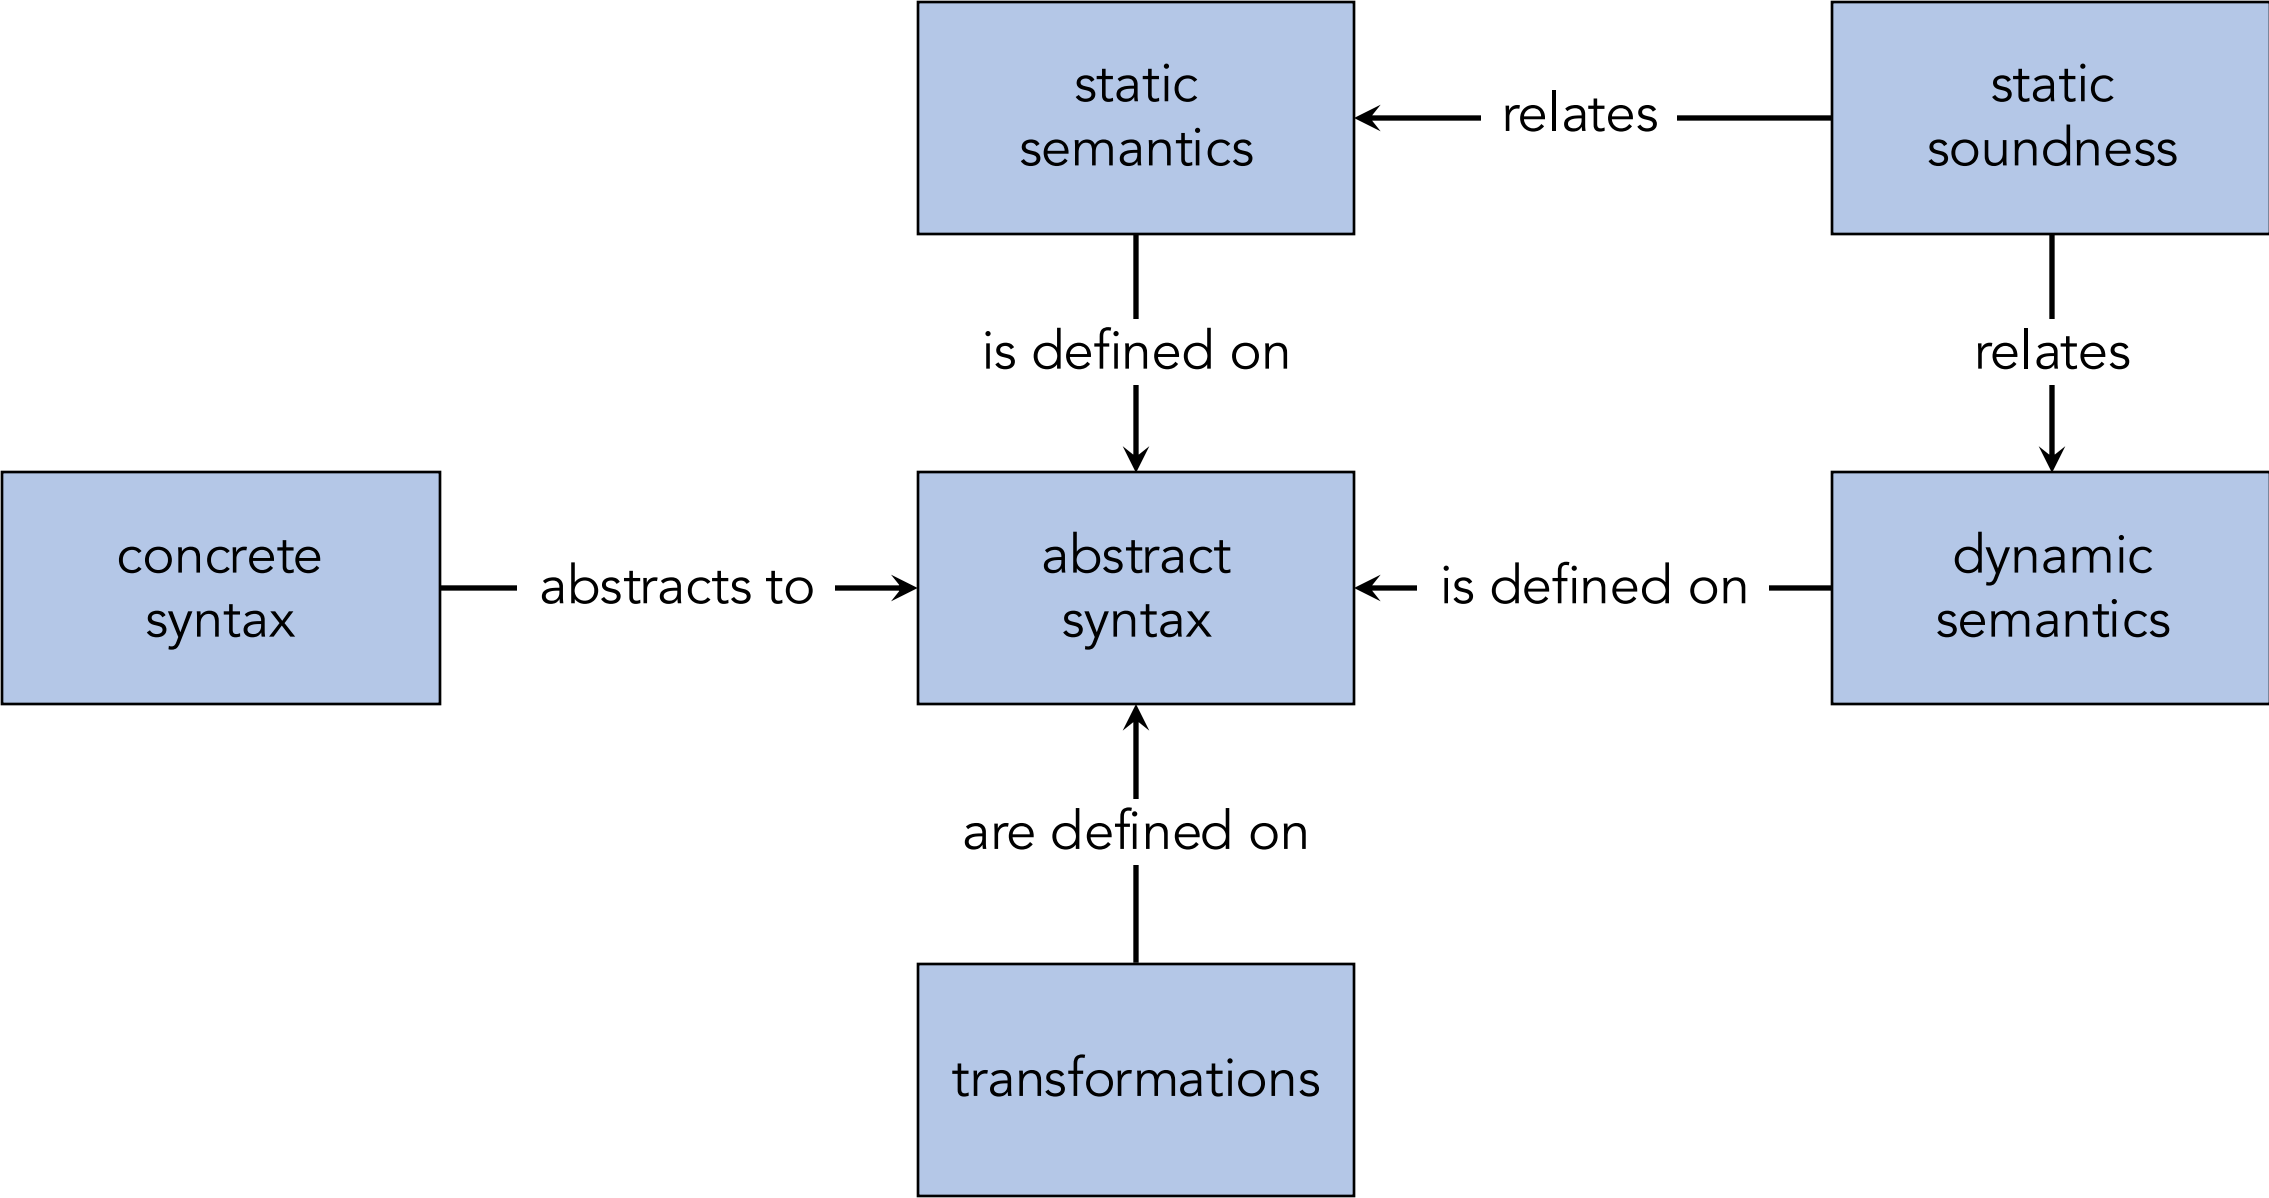 static
semantics
relates
static
soundness
is defined on
relates
concrete
syntax
abstracts to
abstract
syntax
is defined on
dynamic
semantics
are defined on
transformations